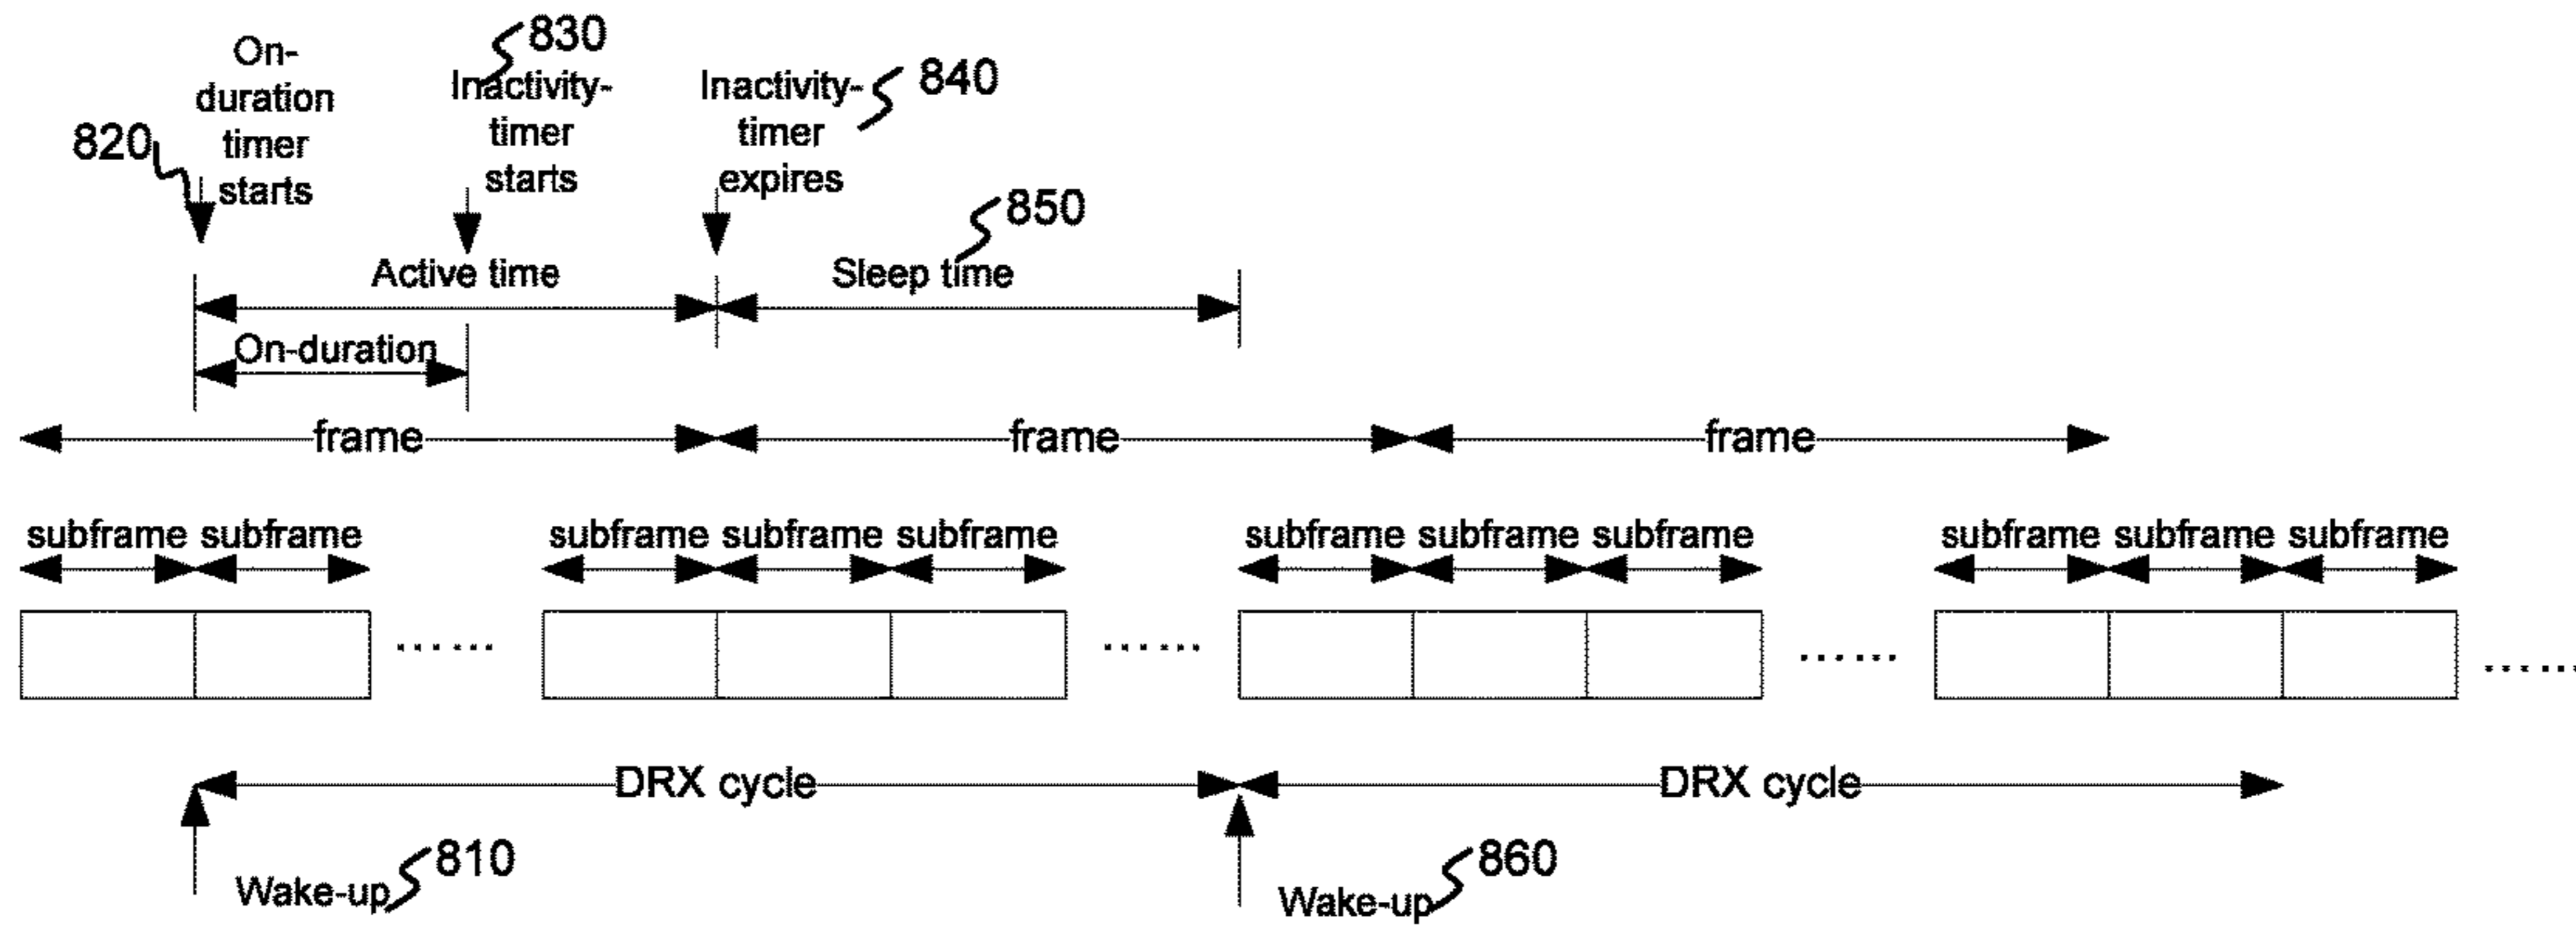 On-
duration
timer
starts
820
830
Inactivity-
timer
starts
Inactivity-
timer
expires
840
850
Active time
Sleep time
On-duration
frame frame frame
subframe subframe subframe subframe subframe subframe subframe subframe subframe subframe subframe
...... ...... ...... ......
DRX cycle DRX cycle
Wake-up 810
Wake-up 860